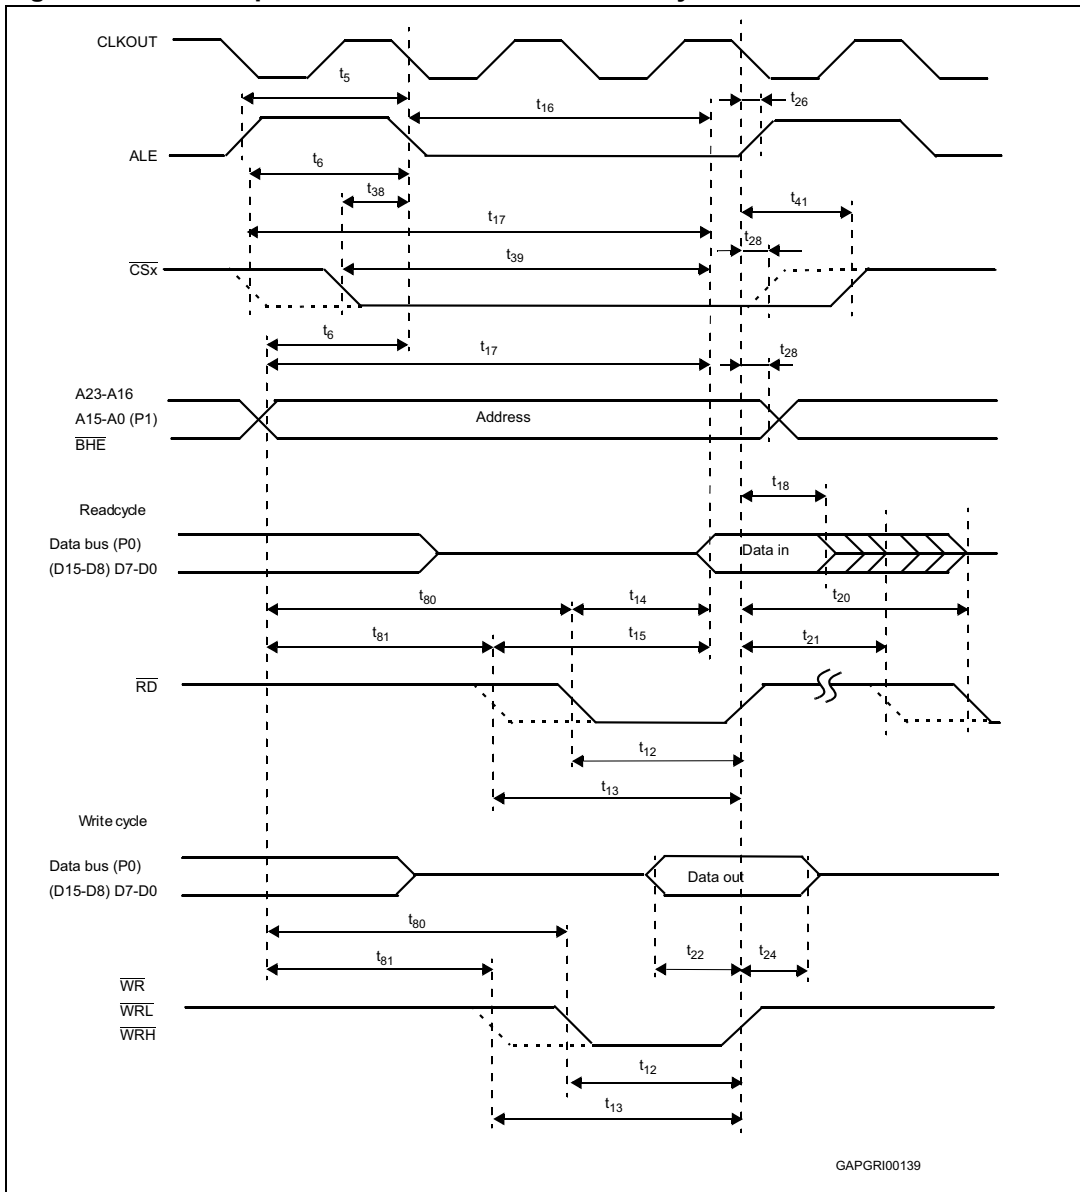 CLKOUT
t5
t16
t26
ALE
t6
t38
t41
t17
t28
CSx
t39
t6
t17
t28
A23-A16
A15-A0 (P1)
Address
BHE
t18
Readcycle
Data bus (P0)
Data in
(D15-D8) D7-D0
t80
t14
t20
t81
t15
t21
RD
t12
t13
Write cycle
Data bus (P0)
Data out
(D15-D8) D7-D0
t80
t22
t24
t81
WR
WRL
WRH
t12
t13
GAPGRI00139